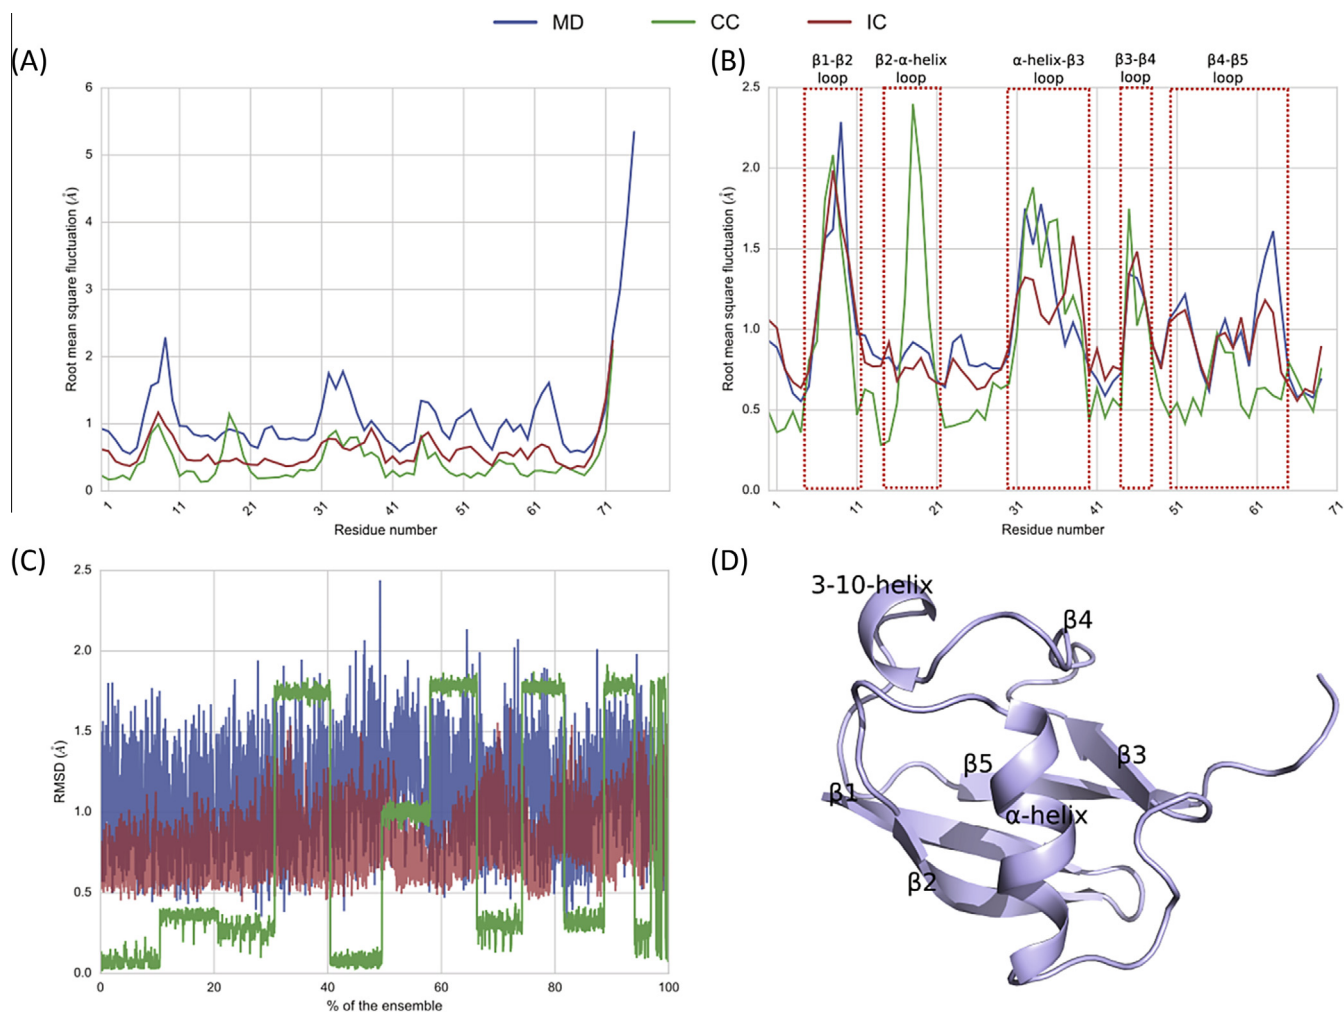 MD CC IC
(A)
Root mean square fluctuation (Å)
6
5
4
3
2
1
0
1 11 21 31 41 51 61 71
Residue number
(B)
β1-β2
loop
β2-α-helix
loop
α-helix-β3
loop
β3-β4
loop
β4-β5
loop
Root mean square fluctuation (Å)
2.5
2.0
1.5
1.0
0.5
0.0
1 11 21 31 41 51 61 71
Residue number
(C)
RMSD (Å)
2.5
2.0
1.5
1.0
0.5
0.0
0 20 40 60 80 100
% of the ensemble
(D)
3-10-helix
β4
β5
β3
β1
α-helix
β2